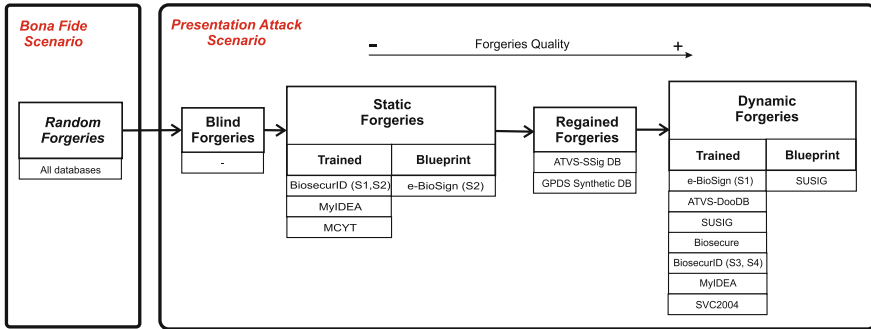 Bona Fide
Scenario
Random
Forgeries
All databases
Presentation Attack
Scenario
- Forgeries Quality +
Blind
Forgeries
-
Static
Forgeries
Trained Blueprint
BiosecurID (S1,S2) e-BioSign (S2)
MyIDEA
MCYT
Regained
Forgeries
ATVS-SSig DB
GPDS Synthetic DB
Dynamic
Forgeries
Trained Blueprint
e-BioSign (S1) SUSIG
ATVS-DooDB
SUSIG
Biosecure
BiosecurID (S3, S4)
MyIDEA
SVC2004